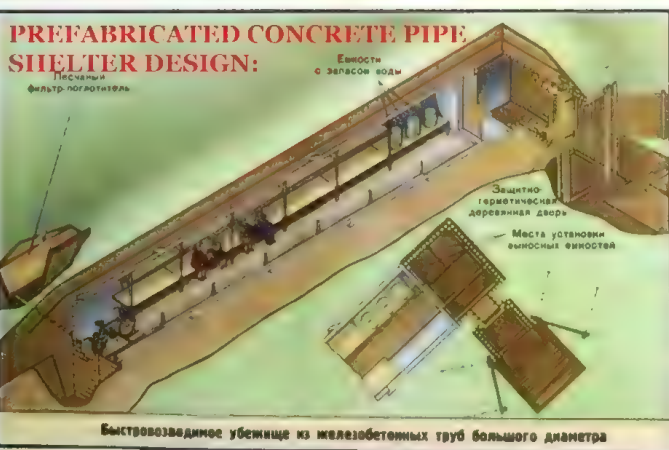 PREFABRICATED CONCRETE PIPE
SHELTER DESIGN:
Песчаный
фильтр-поглотитель
Емкости
с запасом воды
Защитно-
герметическая
деревянная дверь
Места установки
выносных емкостей
Быстровозводимое убежище из железобетонных труб большого диаметра